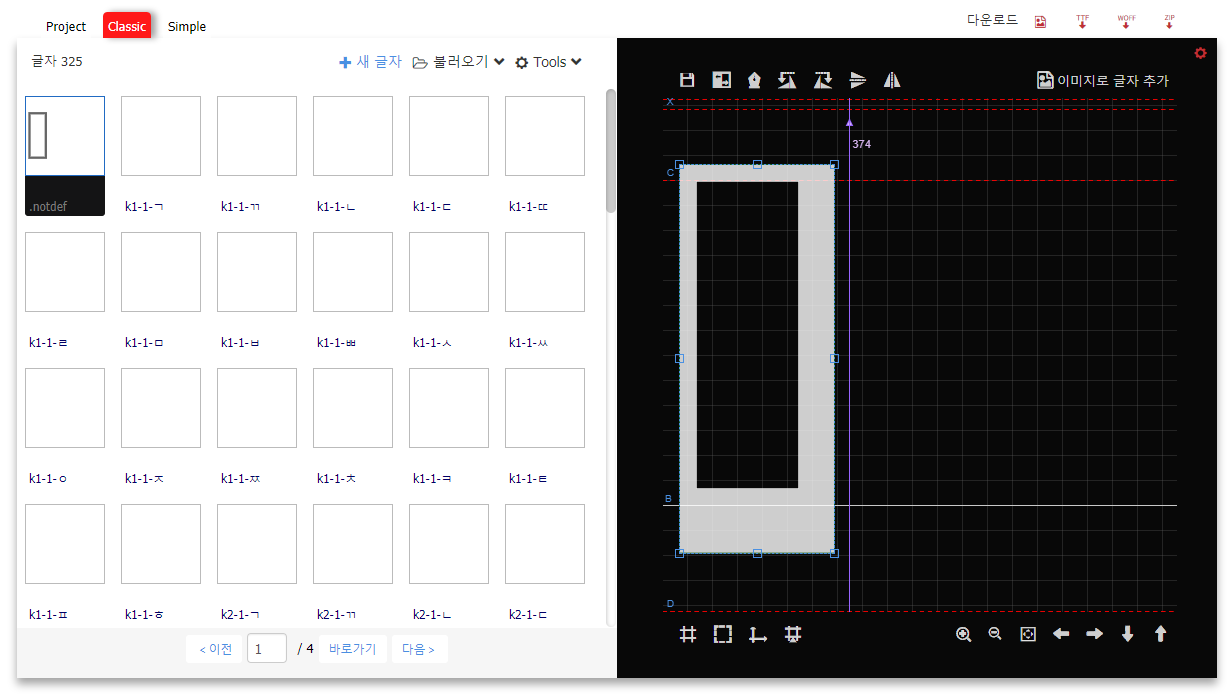 Project Classic Simple 다운로드 TTF WOFF ZIP
글자 325 새 글자 불러오기 Tools
이미지로 글자 추가
X
374
C
.notdef k1-1-ㄱ k1-1-ㄲ k1-1-ㄴ k1-1-ㄷ k1-1-ㄸ
k1-1-ㄹ k1-1-ㅁ k1-1-ㅂ k1-1-ㅃ k1-1-ㅅ k1-1-ㅆ
k1-1-ㅇ k1-1-ㅈ k1-1-ㅉ k1-1-ㅊ k1-1-ㅋ k1-1-ㅌ
B
D
k1-1-ㅍ k1-1-ㅎ k2-1-ㄱ k2-1-ㄲ k2-1-ㄴ k2-1-ㄷ
< 이전 1 / 4 바로가기 다음 >